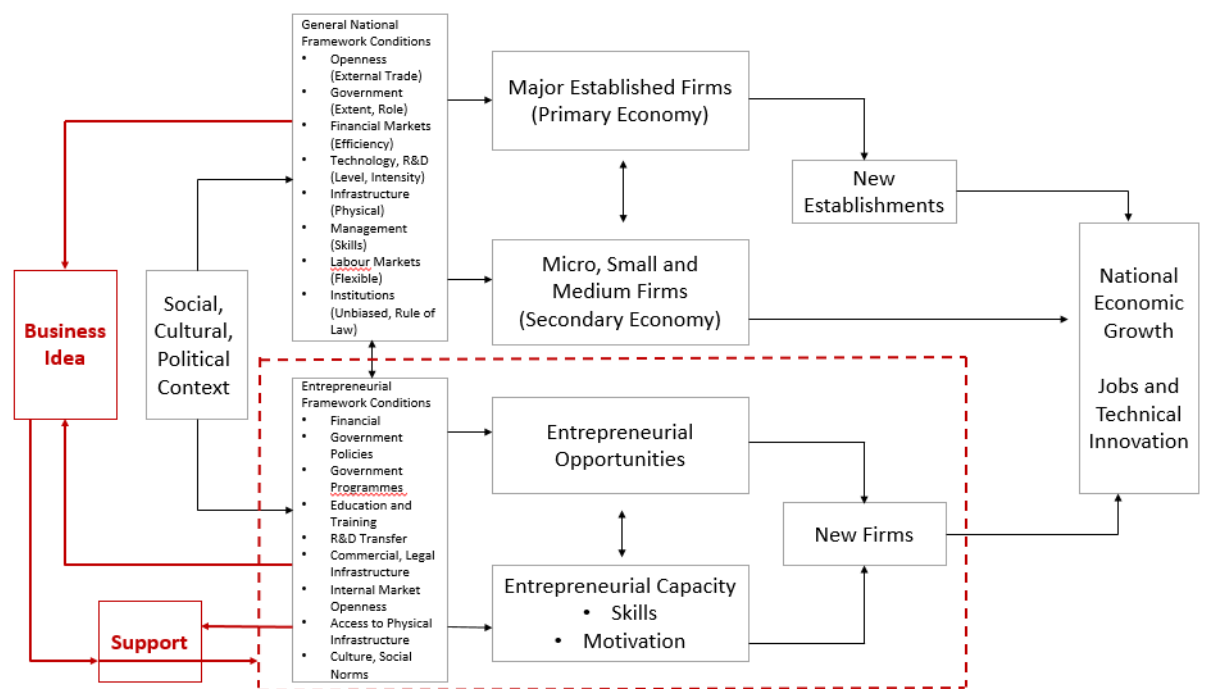 General National
Framework Conditions
• Openness
(External Trade)
• Government
(Extent, Role)
• Financial Markets
(Efficiency)
• Technology, R&D
(Level, Intensity)
• Infrastructure
(Physical)
• Management
(Skills)
• Labour Markets
(Flexible)
• Institutions
(Unbiased, Rule of
Law)
Major Established Firms
(Primary Economy)
New
Establishments
Micro, Small and
Medium Firms
(Secondary Economy)
National
Economic
Growth
Jobs and
Technical
Innovation
Business
Idea
Social,
Cultural,
Political
Context
Entrepreneurial
Framework Conditions
• Financial
• Government
Policies
• Government
Programmes
• Education and
Training
• R&D Transfer
• Commercial, Legal
Infrastructure
• Internal Market
Openness
• Access to Physical
Infrastructure
• Culture, Social
Norms
Entrepreneurial
Opportunities
New Firms
Entrepreneurial Capacity
• Skills
• Motivation
Support